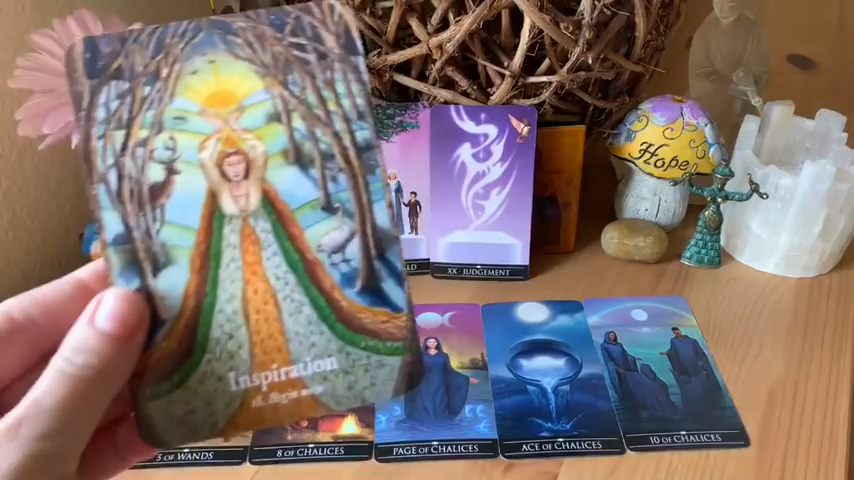 Hope
XX · JUDGEMENT
Inspiration
5 OF WANDS
8 OF CHALICES
PAGE OF CHALICES
ACE OF CHALICES
10 OF CHALICES